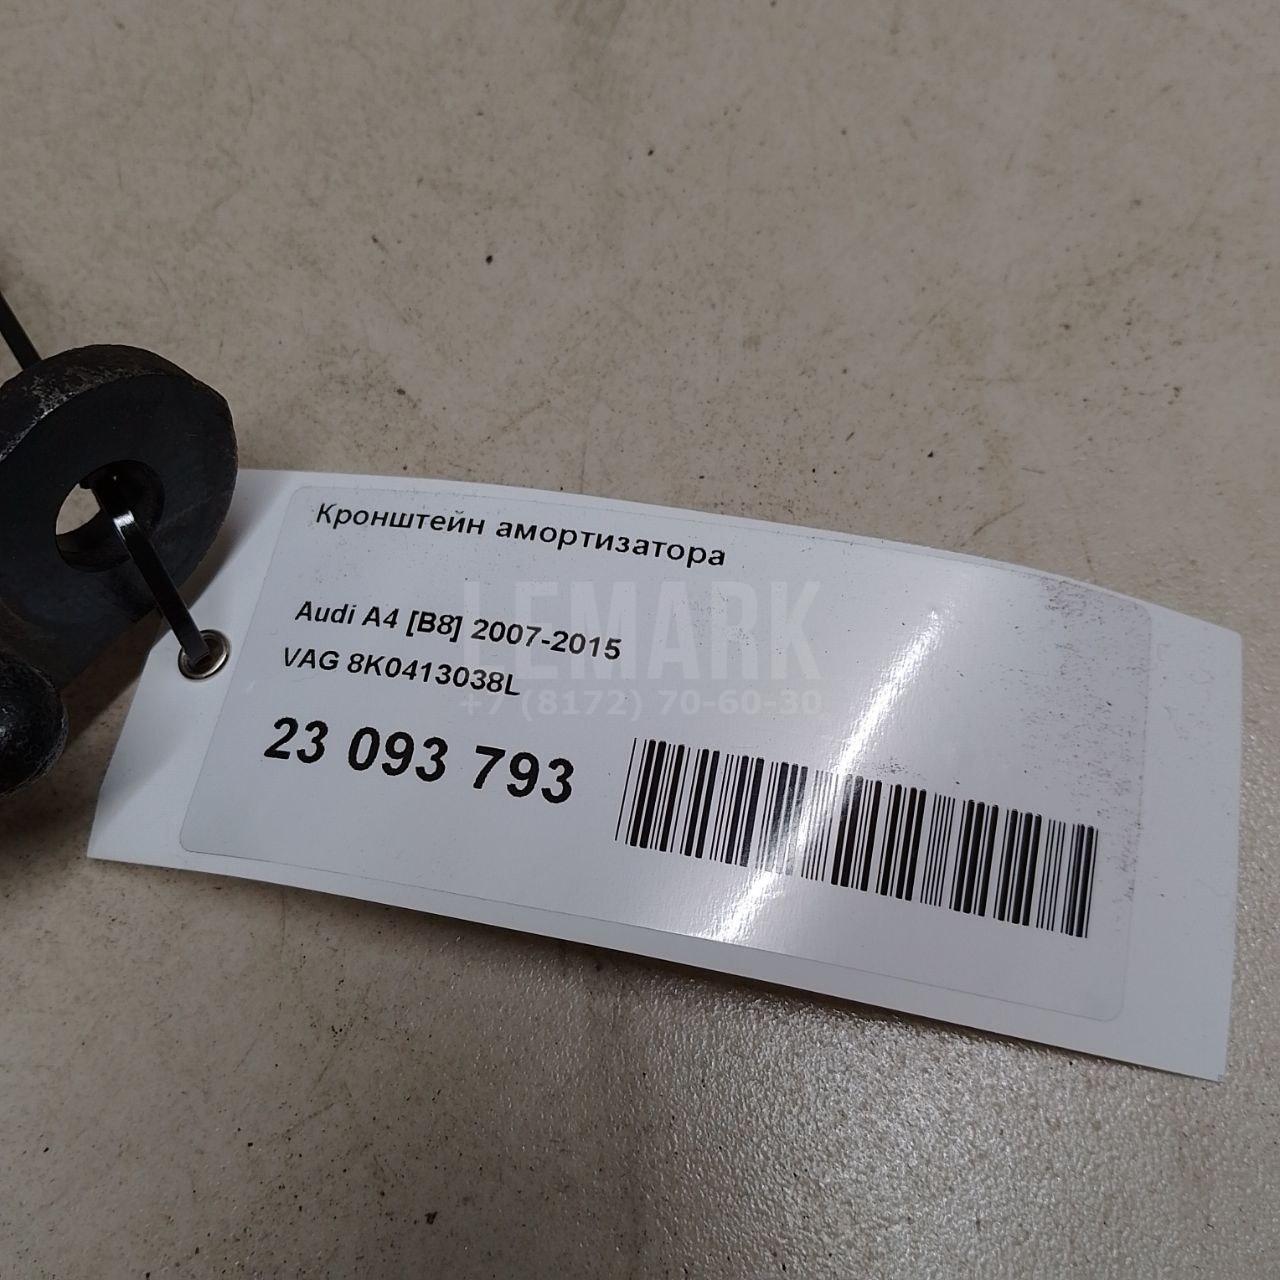 Кронштейн амортизатора
LEMARK
Audi A4 [B8] 2007-2015
VAG 8K0413038L
+7 (8172) 70-60-30
23 093 793